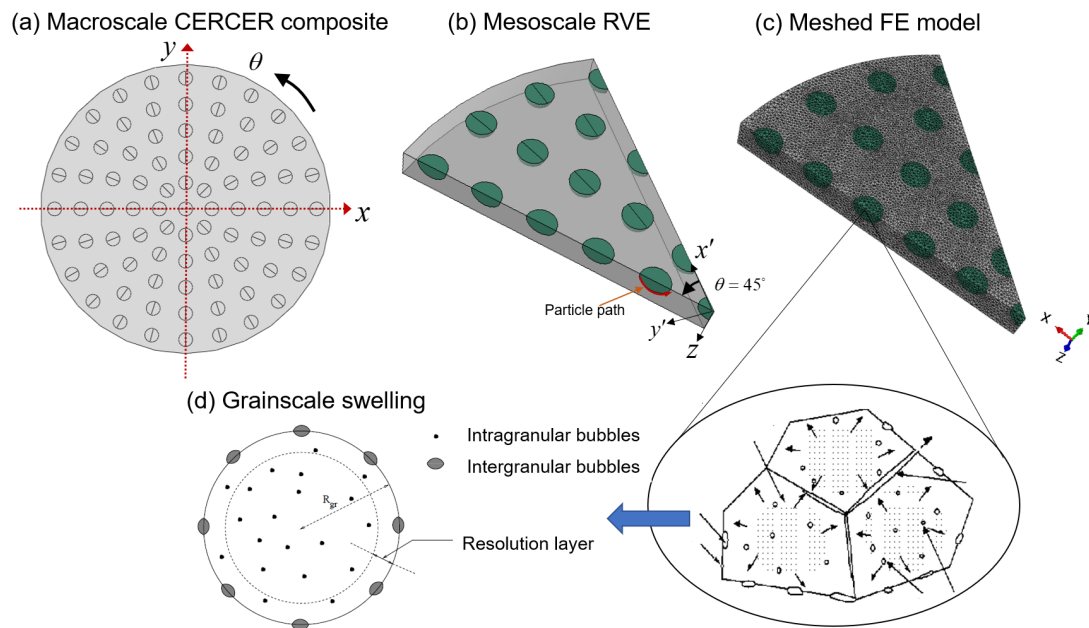 (a) Macroscale CERCER composite
y
θ
x
(b) Mesoscale RVE
x′
θ = 45°
Particle path
y′
z
(c) Meshed FE model
X
Z
(d) Grainscale swelling
Intragranular bubbles
Intergranular bubbles
R_gr
Resolution layer